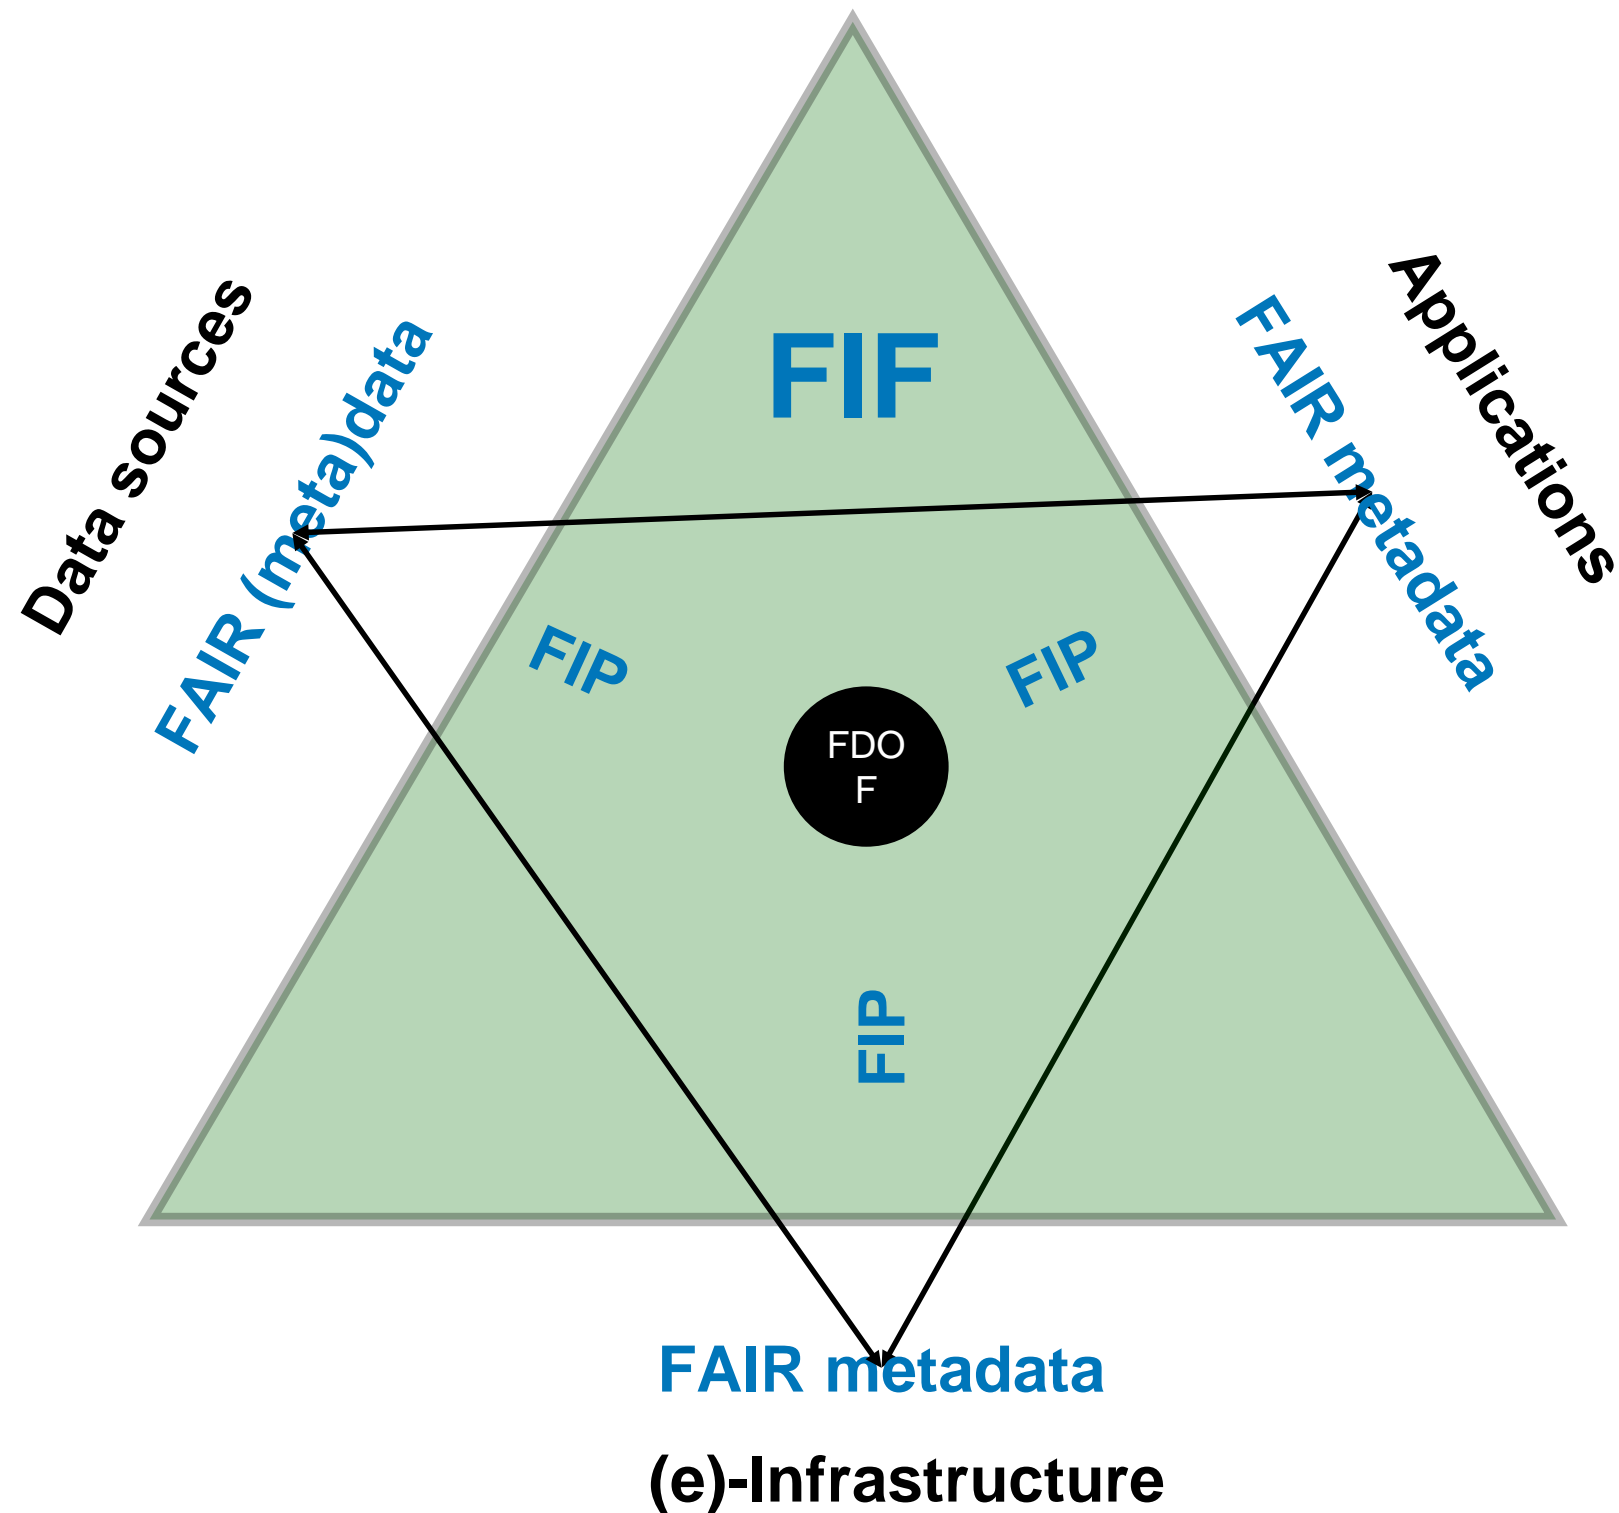 Data sources
FAIR (meta)data
FIF
FAIR metadata
Applications
FIP
FIP
FDO
F
FIP
FAIR metadata
(e)-Infrastructure